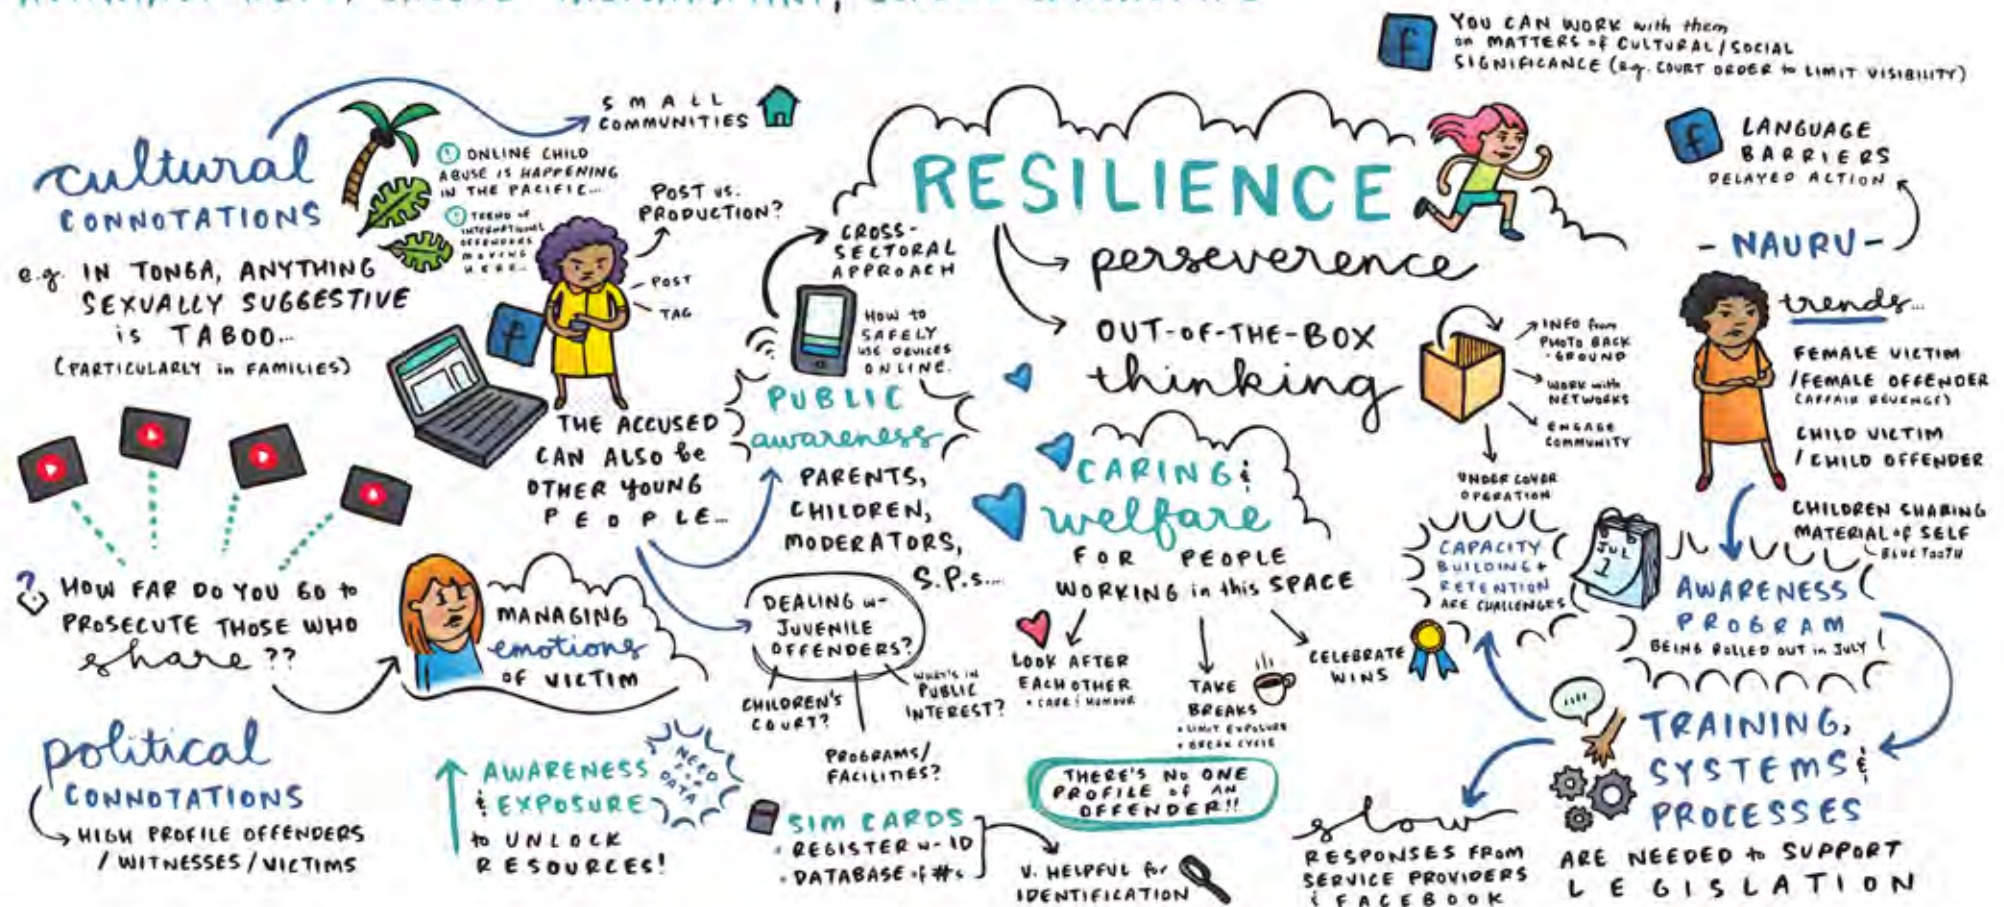 YOU CAN WORK with them
on MATTERS of CULTURAL/SOCIAL
SIGNIFICANCE (e.g. COURT ORDER to LIMIT VISIBILITY)
cultural
CONNOTATIONS
SMALL
COMMUNITIES
! ONLINE CHILD
ABUSE IS HAPPENING
IN THE PACIFIC...
! TREND of
INTERNATIONAL
OFFENDERS
MOVING
HERE...
e.g. IN TONGA, ANYTHING
SEXUALLY SUGGESTIVE
is TABOO...
(PARTICULARLY in FAMILIES)
POST vs.
PRODUCTION?
POST
TAG
f
THE ACCUSED
CAN ALSO be
OTHER YOUNG
PEOPLE...
? HOW FAR DO YOU GO to
PROSECUTE THOSE WHO
share??
MANAGING
emotions
OF VICTIM
political
CONNOTATIONS
HIGH PROFILE OFFENDERS
/ WITNESSES / VICTIMS
AWARENESS
& EXPOSURE
to UNLOCK
RESOURCES!
NEED
DATA
CROSS-
SECTORAL
APPROACH
HOW to
SAFELY
USE DEVICES
ONLINE.
PUBLIC
awareness
PARENTS,
CHILDREN,
MODERATORS,
S.P.s...
DEALING w-
JUVENILE
OFFENDERS?
CHILDREN'S
COURT?
PROGRAMS/
FACILITIES?
WHAT'S in
PUBLIC
INTEREST?
SIM CARDS
• REGISTER w- ID
• DATABASE of #s
V. HELPFUL for
IDENTIFICATION
RESILIENCE
perseverence
OUT-OF-THE-BOX
thinking
INFO from
PHOTO BACK
-GROUND
WORK with
NETWORKS
ENGAGE
COMMUNITY
UNDER COVER
OPERATION
CARING &
welfare
FOR PEOPLE
WORKING in this SPACE
LOOK AFTER
EACH OTHER
• CARE & HUMOUR
TAKE
BREAKS
• LIMIT EXPOSURE
• BREAK CYCLE
CELEBRATE
WINS
THERE'S NO ONE
PROFILE of AN
OFFENDER!!
f
f
LANGUAGE
BARRIERS
DELAYED ACTION
- NAURU -
trends...
FEMALE VICTIM
/FEMALE OFFENDER
(AFFAIR REVENGE)
CHILD VICTIM
/ CHILD OFFENDER
CHILDREN SHARING
MATERIAL of SELF
BLUETOOTH
CAPACITY
BUILDING +
RETENTION
ARE CHALLENGES
JUL
1
AWARENESS
PROGRAM
BEING ROLLED OUT in JULY
TRAINING,
SYSTEMS &
PROCESSES
ARE NEEDED to SUPPORT
LEGISLATION
slow
RESPONSES FROM
SERVICE PROVIDERS
& FACEBOOK